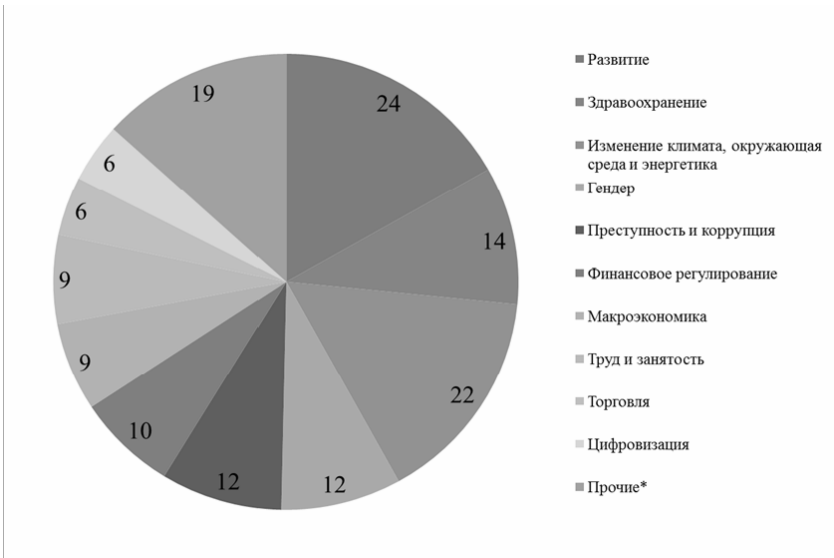 24
14
22
12
12
10
9
9
6
6
19
Развитие
Здравоохранение
Изменение климата, окружающая
среда и энергетика
Гендер
Преступность и коррупция
Финансовое регулирование
Макроэкономика
Труд и занятость
Торговля
Цифровизация
Прочие*